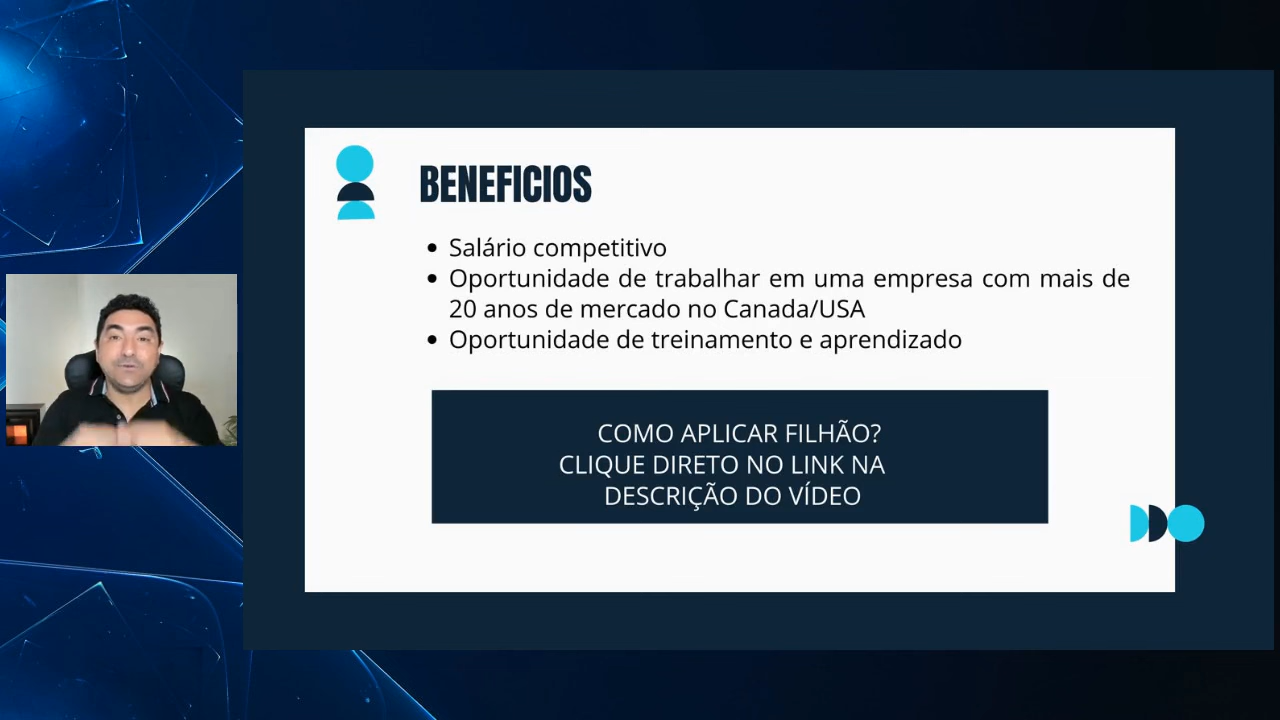 BENEFICIOS
Salário competitivo
Oportunidade de trabalhar em uma empresa com mais de
20 anos de mercado no Canada/USA
Oportunidade de treinamento e aprendizado
COMO APLICAR FILHÃO?
CLIQUE DIRETO NO LINK NA
DESCRIÇÃO DO VÍDEO